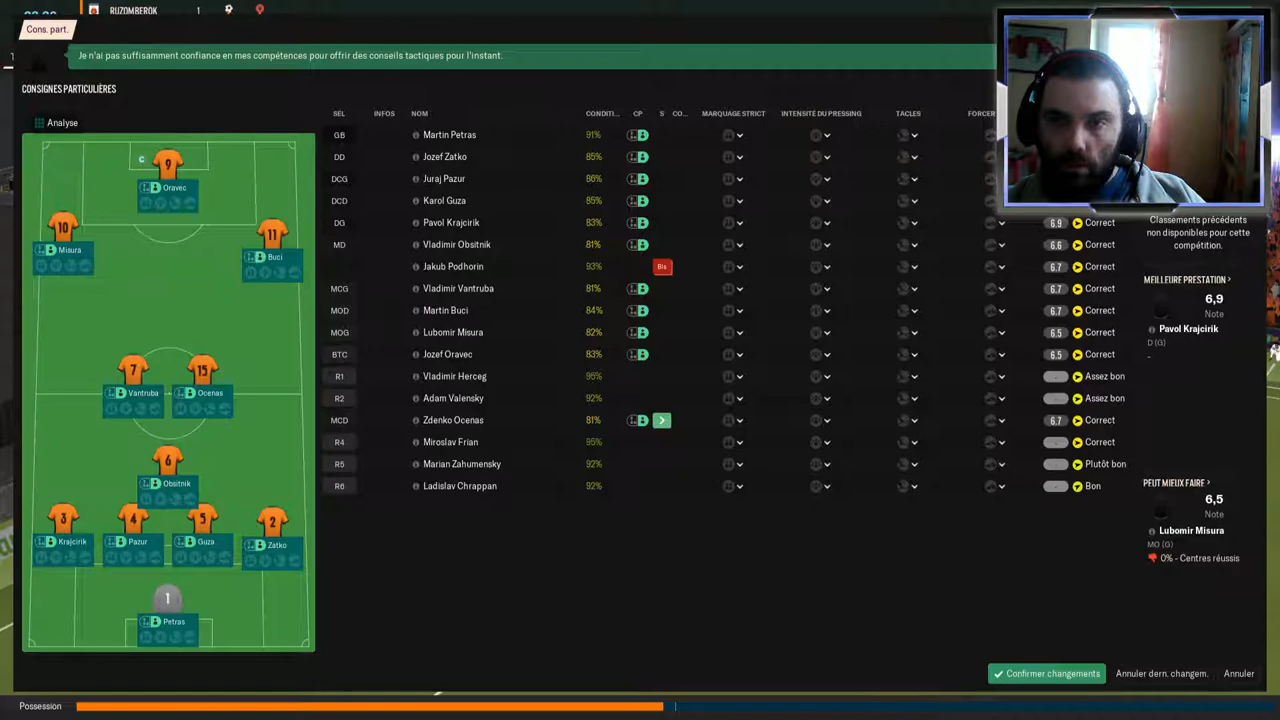 RUZOMBEROK 1
Cons. part.
Je n'ai pas suffisamment confiance en mes compétences pour offrir des conseils tactiques pour l'instant.
CONSIGNES PARTICULIÈRES
Analyse
C
9
Oravec
10
Misura
11
Buci
7
Vantruba
15
Ocenas
6
Obsitnik
3
Krajcirik
4
Pazur
5
Guza
2
Zatko
1
Petras
SÉL INFOS NOM CONDITI... CP S CO... MARQUAGE STRICT INTENSITÉ DU PRESSING TACLES FORCER
GB Martin Petras 91%
DD Jozef Zatko 85%
DCG Juraj Pazur 86%
DCD Karol Guza 85%
DG Pavol Krajcirik 83% 6.9 Correct
MD Vladimir Obsitnik 81% 6.6 Correct
Jakub Podhorin 93% Bls 6.7 Correct
MCG Vladimir Vantruba 81% 6.7 Correct
MOD Martin Buci 84% 6.7 Correct
MOG Lubomir Misura 82% 6.5 Correct
BTC Jozef Oravec 83% 6.5 Correct
R1 Vladimir Herceg 95% - Assez bon
R2 Adam Valensky 92% - Assez bon
MCD Zdenko Ocenas 81% 6.7 Correct
R4 Miroslav Frian 95% - Correct
R5 Marian Zahumensky 92% - Plutôt bon
R6 Ladislav Chrappan 92% - Bon
Classements précédents
non disponibles pour cette
compétition.
MEILLEURE PRESTATION >
6,9
Note
Pavol Krajcirik
D (G)
-
PEUT MIEUX FAIRE >
6,5
Note
Lubomir Misura
MO (G)
0% - Centres réussis
Confirmer changements Annuler dern. changem. Annuler
Possession